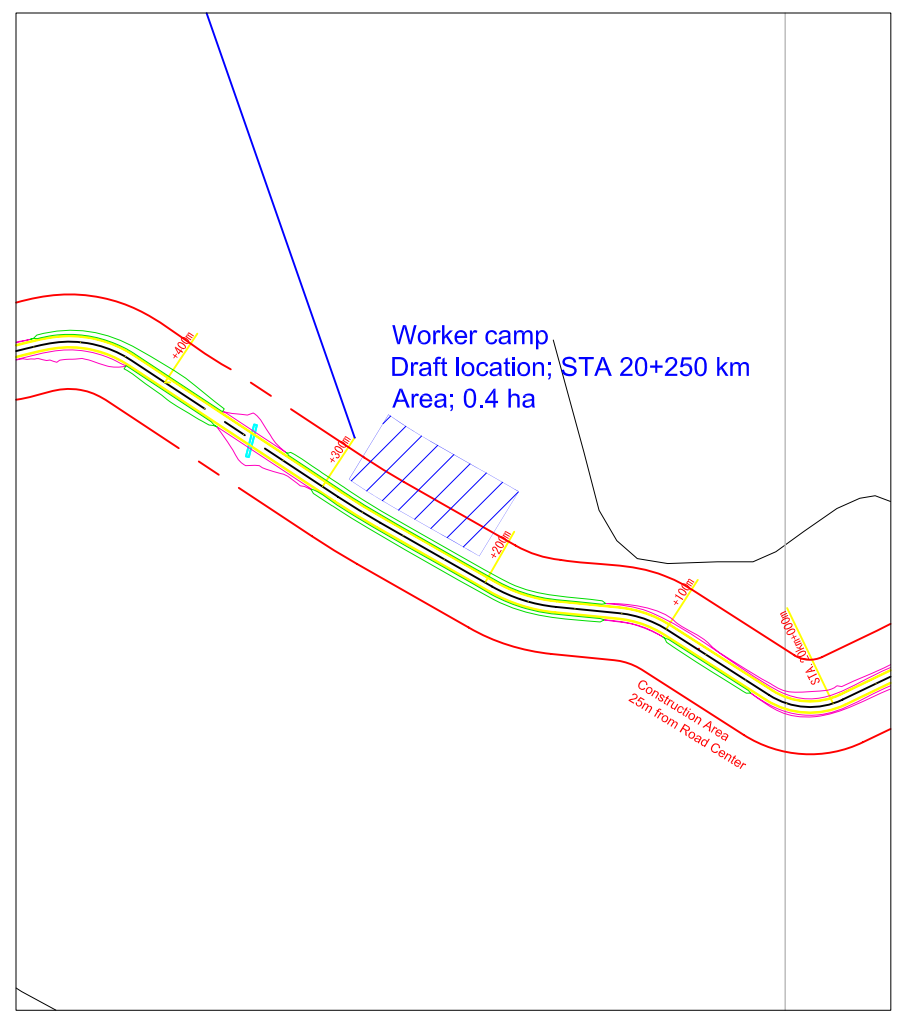 Worker camp
Draft location; STA 20+250 km
Area; 0.4 ha
+400m
+300m
+200m
+100m
STA. 20km+000m
Construction Area
25m from Road Center